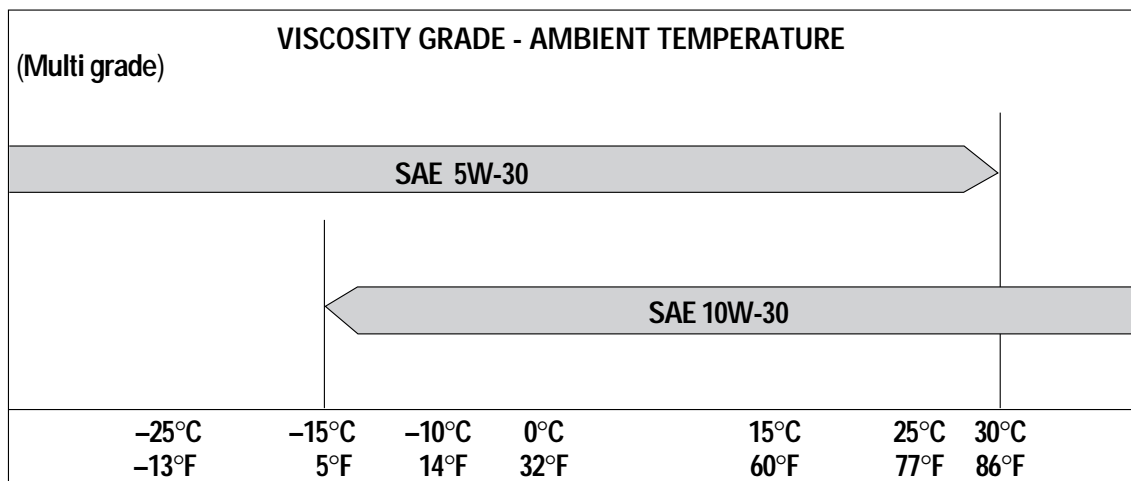 VISCOSITY GRADE - AMBIENT TEMPERATURE
(Multi grade)
SAE 5W-30
SAE 10W-30
–25°C –15°C –10°C 0°C 15°C 25°C 30°C
–13°F 5°F 14°F 32°F 60°F 77°F 86°F